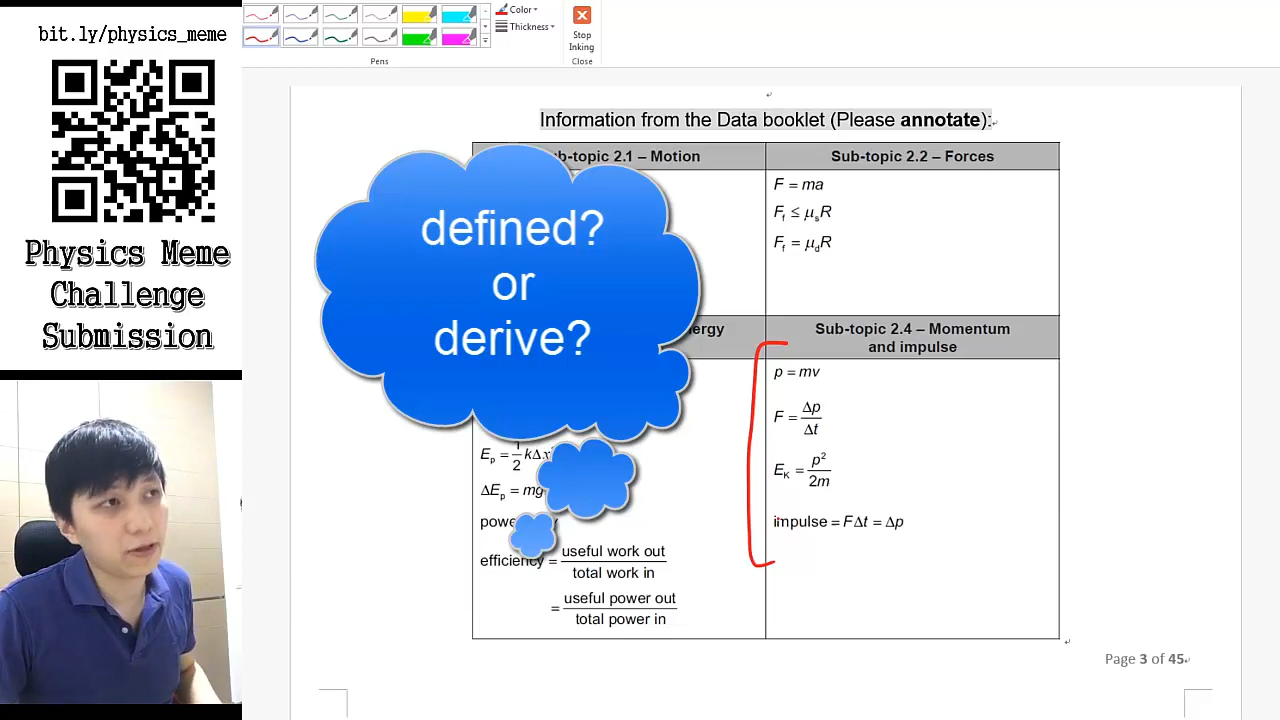 bit.ly/physics_meme
Physics Meme
Challenge
Submission
Color
Thickness
Stop
Inking
Pens
Close
Information from the Data booklet (Please annotate):
b-topic 2.1 – Motion
Sub-topic 2.2 – Forces
F = ma
F_f ≤ μ_s R
F_f = μ_d R
defined?
or
derive?
ergy
Sub-topic 2.4 – Momentum
and impulse
p = mv
F = Δp/Δt
E_K = p²/2m
impulse = FΔt = Δp
E_p = 1/2 kΔx
ΔE_p = mg
powe
efficiency = useful work out / total work in
= useful power out / total power in
Page 3 of 45